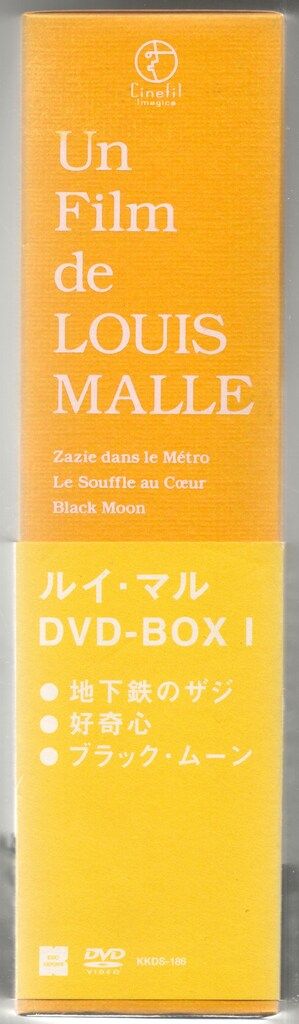 Cinefil
Imagica
Un
Film
de
LOUIS
MALLE
Zazie dans le Métro
Le Souffle au Cœur
Black Moon
ルイ・マル
DVD-BOX I
● 地下鉄のザジ
● 好奇心
● ブラック・ムーン
DVD
VIDEO
KKDS-186